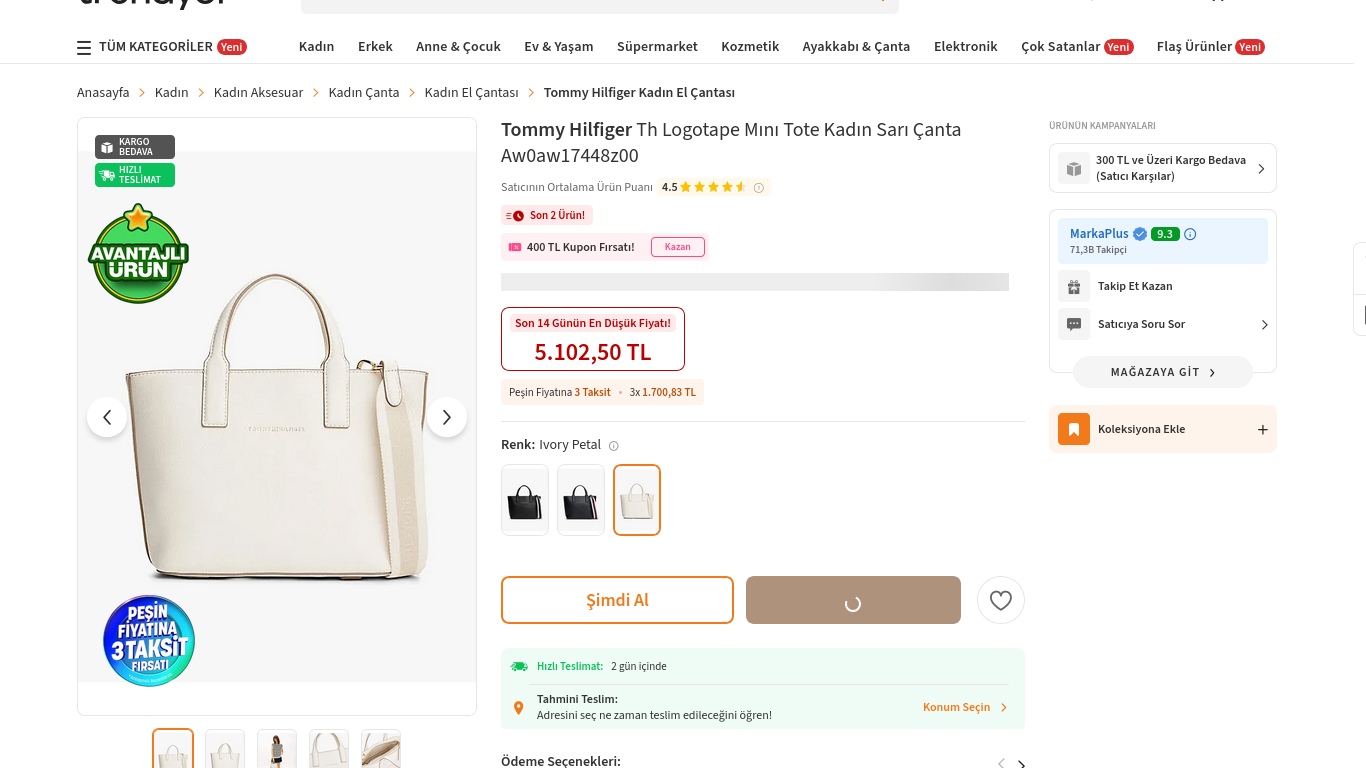 trendyol
TÜM KATEGORİLER Yeni
Kadın
Erkek
Anne & Çocuk
Ev & Yaşam
Süpermarket
Kozmetik
Ayakkabı & Çanta
Elektronik
Çok Satanlar Yeni
Flaş Ürünler Yeni
Anasayfa
Kadın
Kadın Aksesuar
Kadın Çanta
Kadın El Çantası
Tommy Hilfiger Kadın El Çantası
KARGO
BEDAVA
HIZLI
TESLİMAT
AVANTAJLI
ÜRÜN
TOMMY HILFIGER
PEŞİN
FİYATINA
3 TAKSİT
FIRSATI
Tommy Hilfiger Th Logotape Mını Tote Kadın Sarı Çanta
Aw0aw17448z00
Satıcının Ortalama Ürün Puanı 4.5
Son 2 Ürün!
400 TL Kupon Fırsatı! Kazan
Son 14 Günün En Düşük Fiyatı!
5.102,50 TL
Peşin Fiyatına 3 Taksit • 3x 1.700,83 TL
Renk: Ivory Petal
Şimdi Al
Hızlı Teslimat: 2 gün içinde
Tahmini Teslim:
Adresini seç ne zaman teslim edileceğini öğren!
Konum Seçin
Ödeme Seçenekleri:
ÜRÜNÜN KAMPANYALARI
300 TL ve Üzeri Kargo Bedava
(Satıcı Karşılar)
MarkaPlus 9.3
71,3B Takipçi
Takip Et Kazan
Satıcıya Soru Sor
MAĞAZAYA GİT
Koleksiyona Ekle